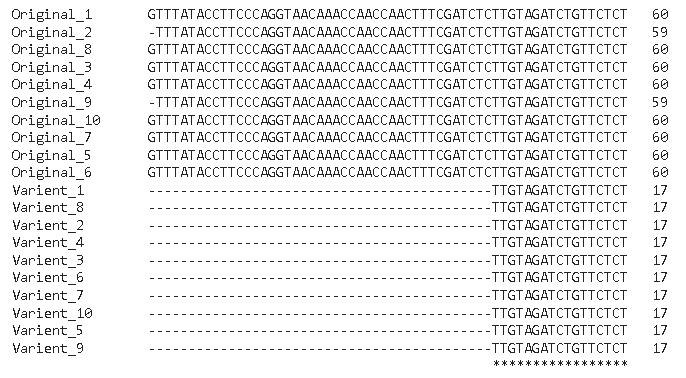 Original_1 GTTTATACCTTCCCAGGTAACAAACCAACCAACTTTCGATCTCTTGTAGATCTGTTCTCT 60
Original_2 -TTTATACCTTCCCAGGTAACAAACCAACCAACTTTCGATCTCTTGTAGATCTGTTCTCT 59
Original_8 GTTTATACCTTCCCAGGTAACAAACCAACCAACTTTCGATCTCTTGTAGATCTGTTCTCT 60
Original_3 GTTTATACCTTCCCAGGTAACAAACCAACCAACTTTCGATCTCTTGTAGATCTGTTCTCT 60
Original_4 GTTTATACCTTCCCAGGTAACAAACCAACCAACTTTCGATCTCTTGTAGATCTGTTCTCT 60
Original_9 -TTTATACCTTCCCAGGTAACAAACCAACCAACTTTCGATCTCTTGTAGATCTGTTCTCT 59
Original_10 GTTTATACCTTCCCAGGTAACAAACCAACCAACTTTCGATCTCTTGTAGATCTGTTCTCT 60
Original_7 GTTTATACCTTCCCAGGTAACAAACCAACCAACTTTCGATCTCTTGTAGATCTGTTCTCT 60
Original_5 GTTTATACCTTCCCAGGTAACAAACCAACCAACTTTCGATCTCTTGTAGATCTGTTCTCT 60
Original_6 GTTTATACCTTCCCAGGTAACAAACCAACCAACTTTCGATCTCTTGTAGATCTGTTCTCT 60
Varient_1 -------------------------------------------TTGTAGATCTGTTCTCT 17
Varient_8 -------------------------------------------TTGTAGATCTGTTCTCT 17
Varient_2 -------------------------------------------TTGTAGATCTGTTCTCT 17
Varient_4 -------------------------------------------TTGTAGATCTGTTCTCT 17
Varient_3 -------------------------------------------TTGTAGATCTGTTCTCT 17
Varient_6 -------------------------------------------TTGTAGATCTGTTCTCT 17
Varient_7 -------------------------------------------TTGTAGATCTGTTCTCT 17
Varient_10 -------------------------------------------TTGTAGATCTGTTCTCT 17
Varient_5 -------------------------------------------TTGTAGATCTGTTCTCT 17
Varient_9 -------------------------------------------TTGTAGATCTGTTCTCT 17
*****************